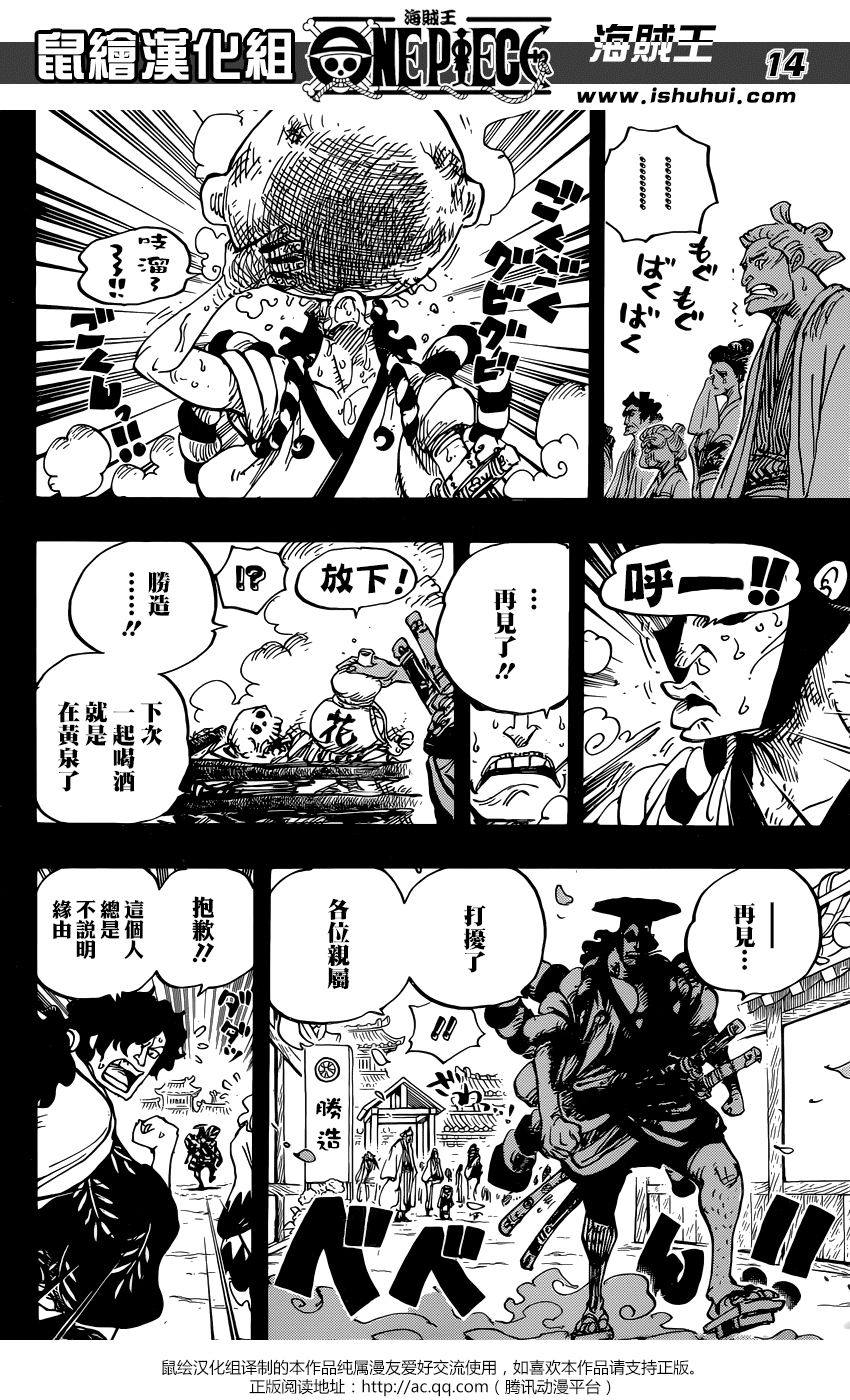 鼠繪漢化組
海賊王
ONE PIECE
海賊王
14
www.ishuhui.com
………………
もぐ
もぐ
ばく
ばく
ごくごく
グビグビ
吱溜了
〜〜!!
ごくっ!!
呼一!!
…
再見了!!
放下!
!?
花
勝造
……!!
下次
一起喝酒
就是
在黃泉了
再見…
打擾了
各位親屬
!!
ざわっ
勝造
べべん!!
抱歉!!
這個人
總是
不說明
緣由
ダダッ
鼠绘汉化组译制的本作品纯属漫友爱好交流使用，如喜欢本作品请支持正版。
正版阅读地址：http://ac.qq.com（腾讯动漫平台）